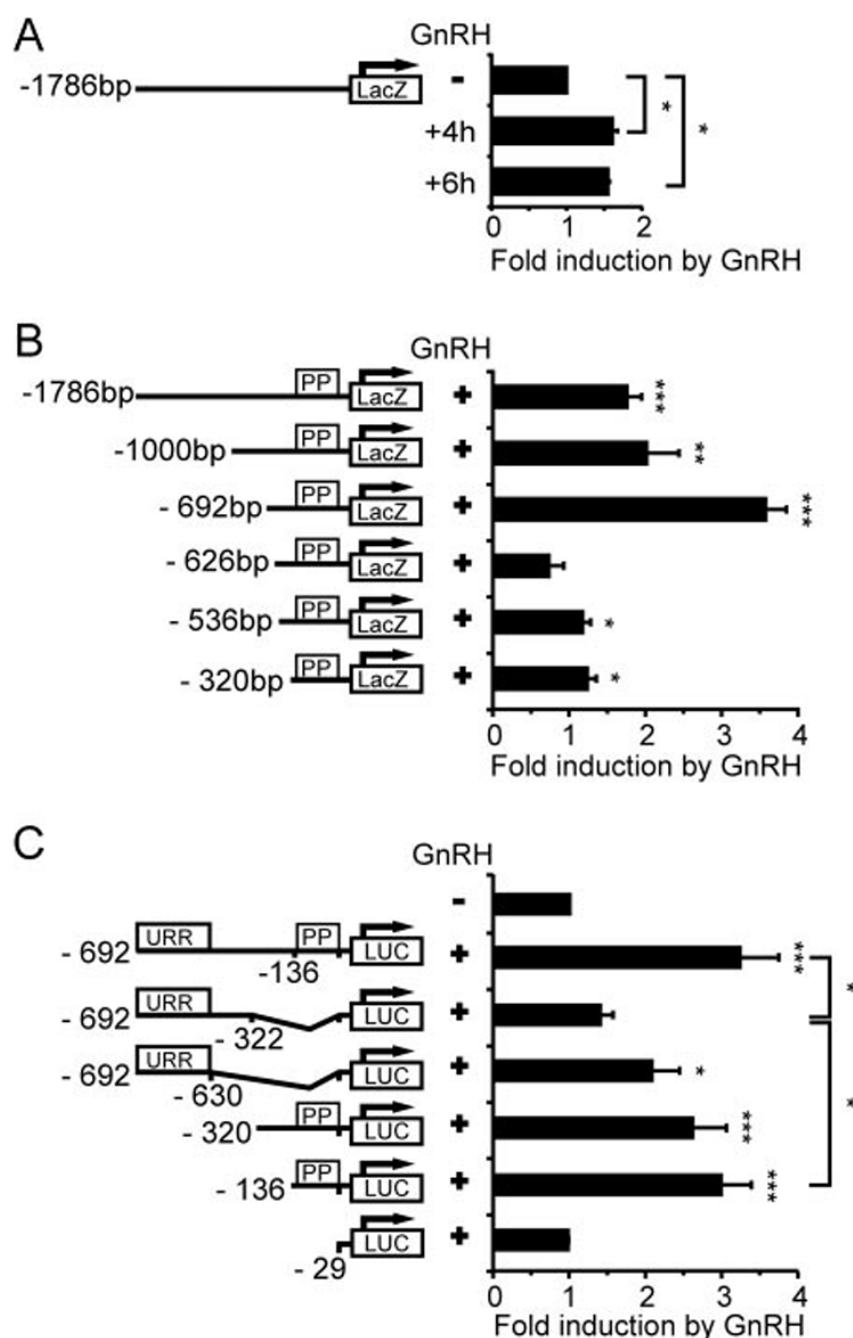 A
GnRH
-1786bp LacZ -
+4h *
+6h *
0 1 2
Fold induction by GnRH
B
GnRH
-1786bp PP LacZ + ***
-1000bp PP LacZ + **
- 692bp PP LacZ + ***
- 626bp PP LacZ +
- 536bp PP LacZ + *
- 320bp PP LacZ + *
0 1 2 3 4
Fold induction by GnRH
C
GnRH
-
- 692 URR PP LUC + ***
-136 *
- 692 URR LUC +
- 322
- 692 URR LUC + *
- 630 *
- 320 PP LUC + ***
- 136 PP LUC + ***
LUC +
- 29
0 1 2 3 4
Fold induction by GnRH